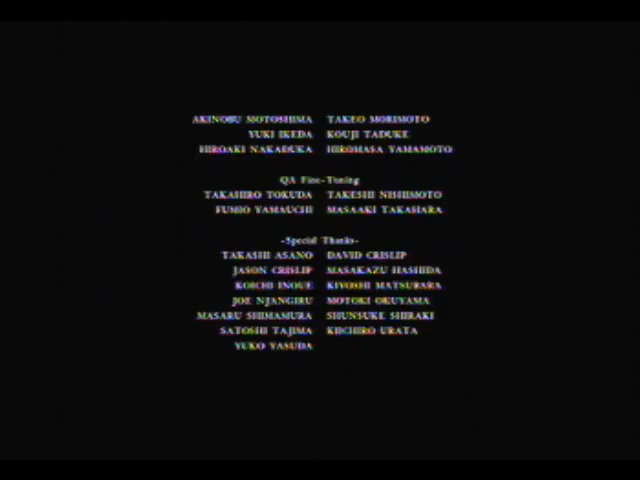 AKINOBU MOTOSHIMA TAKEO MORIMOTO
YUKI IKEDA KOUJI TADUKE
HIROAKI NAKADUKA HIROMASA YAMAMOTO
QA Fine-Tuning
TAKAHIRO TOKUDA TAKESHI NISHIMOTO
FUMIO YAMAUCHI MASAAKI TAKAHARA
-Special Thanks-
TAKASHI ASANO DAVID CRISLIP
JASON CRISLIP MASAKAZU HASHIDA
KOICHI INOUE KIYOSHI MATSUBARA
JOE NJANGIRU MOTOKI OKUYAMA
MASARU SHIMAMURA SHUNSUKE SHIRAKI
SATOSHI TAJIMA KIICHIRO URATA
YUKO YASUDA